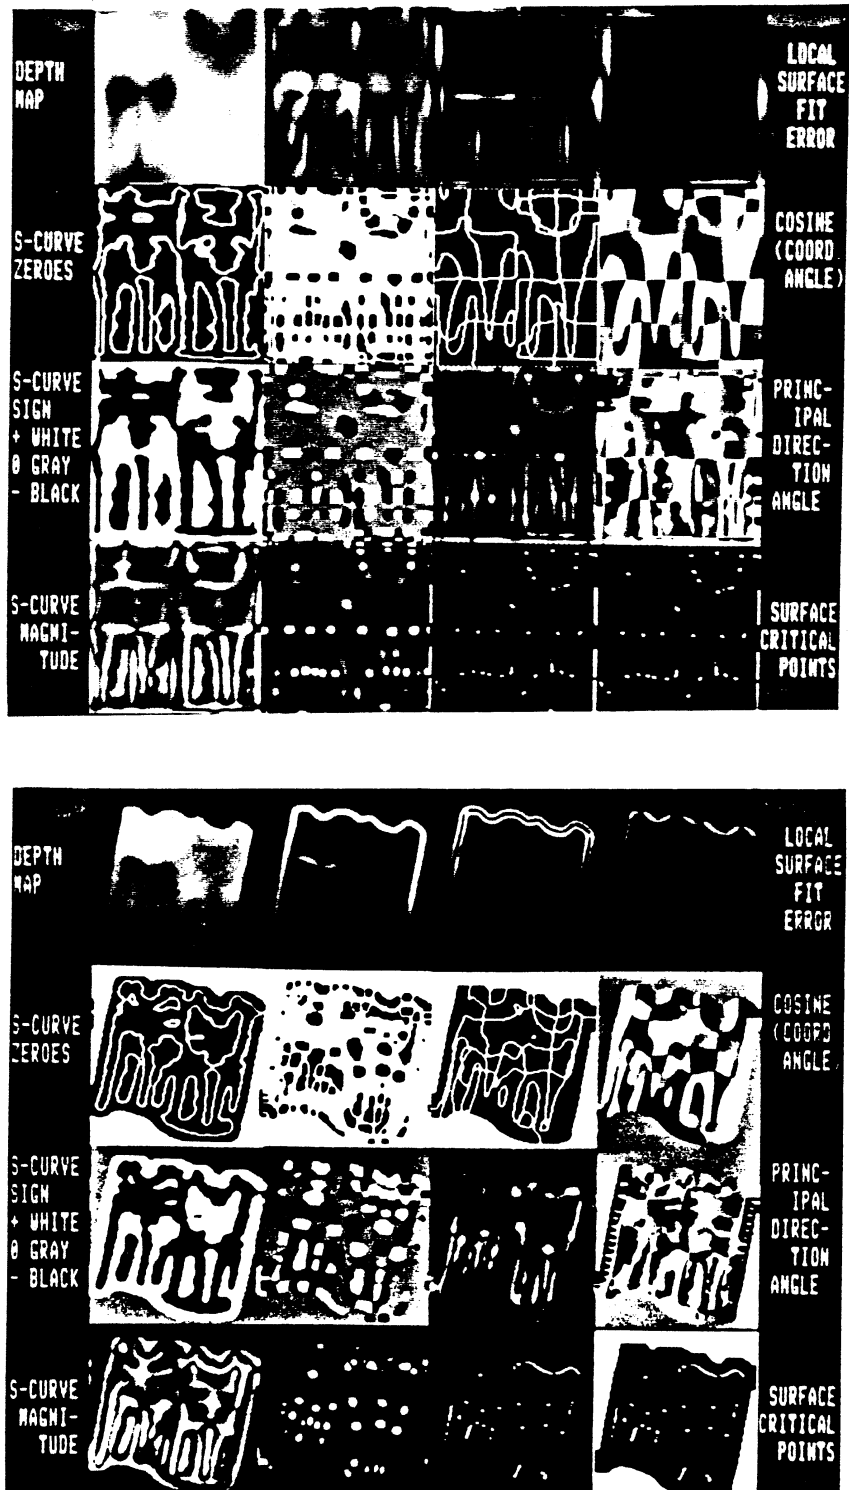 DEPTH
MAP
LOCAL
SURFACE
FIT
ERROR
S-CURVE
ZEROES
COSINE
(COORD
ANGLE)
S-CURVE
SIGN
+ WHITE
0 GRAY
- BLACK
PRINC-
IPAL
DIREC-
TION
ANGLE
S-CURVE
MAGNI-
TUDE
SURFACE
CRITICAL
POINTS
DEPTH
MAP
LOCAL
SURFACE
FIT
ERROR
S-CURVE
ZEROES
COSINE
(COORD
ANGLE)
S-CURVE
SIGN
+ WHITE
0 GRAY
- BLACK
PRINC-
IPAL
DIREC-
TION
ANGLE
S-CURVE
MAGNI-
TUDE
SURFACE
CRITICAL
POINTS